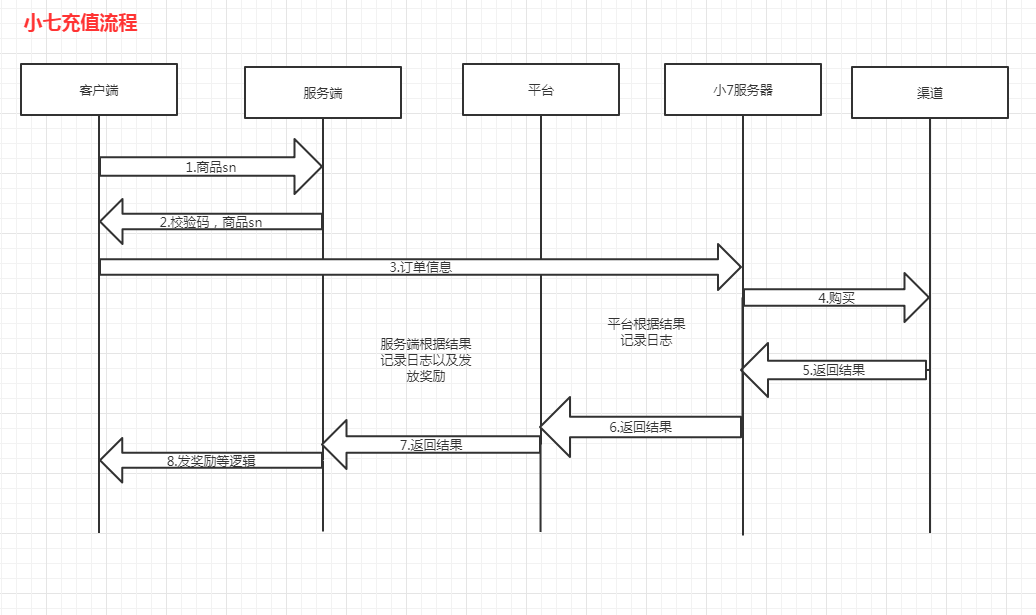 小七充值流程
客户端
服务端
平台
小7服务器
渠道
1.商品sn
2.校验码，商品sn
3.订单信息
4.购买
平台根据结果
记录日志
服务端根据结果
记录日志以及发
放奖励
5.返回结果
6.返回结果
7.返回结果
8.发奖励等逻辑